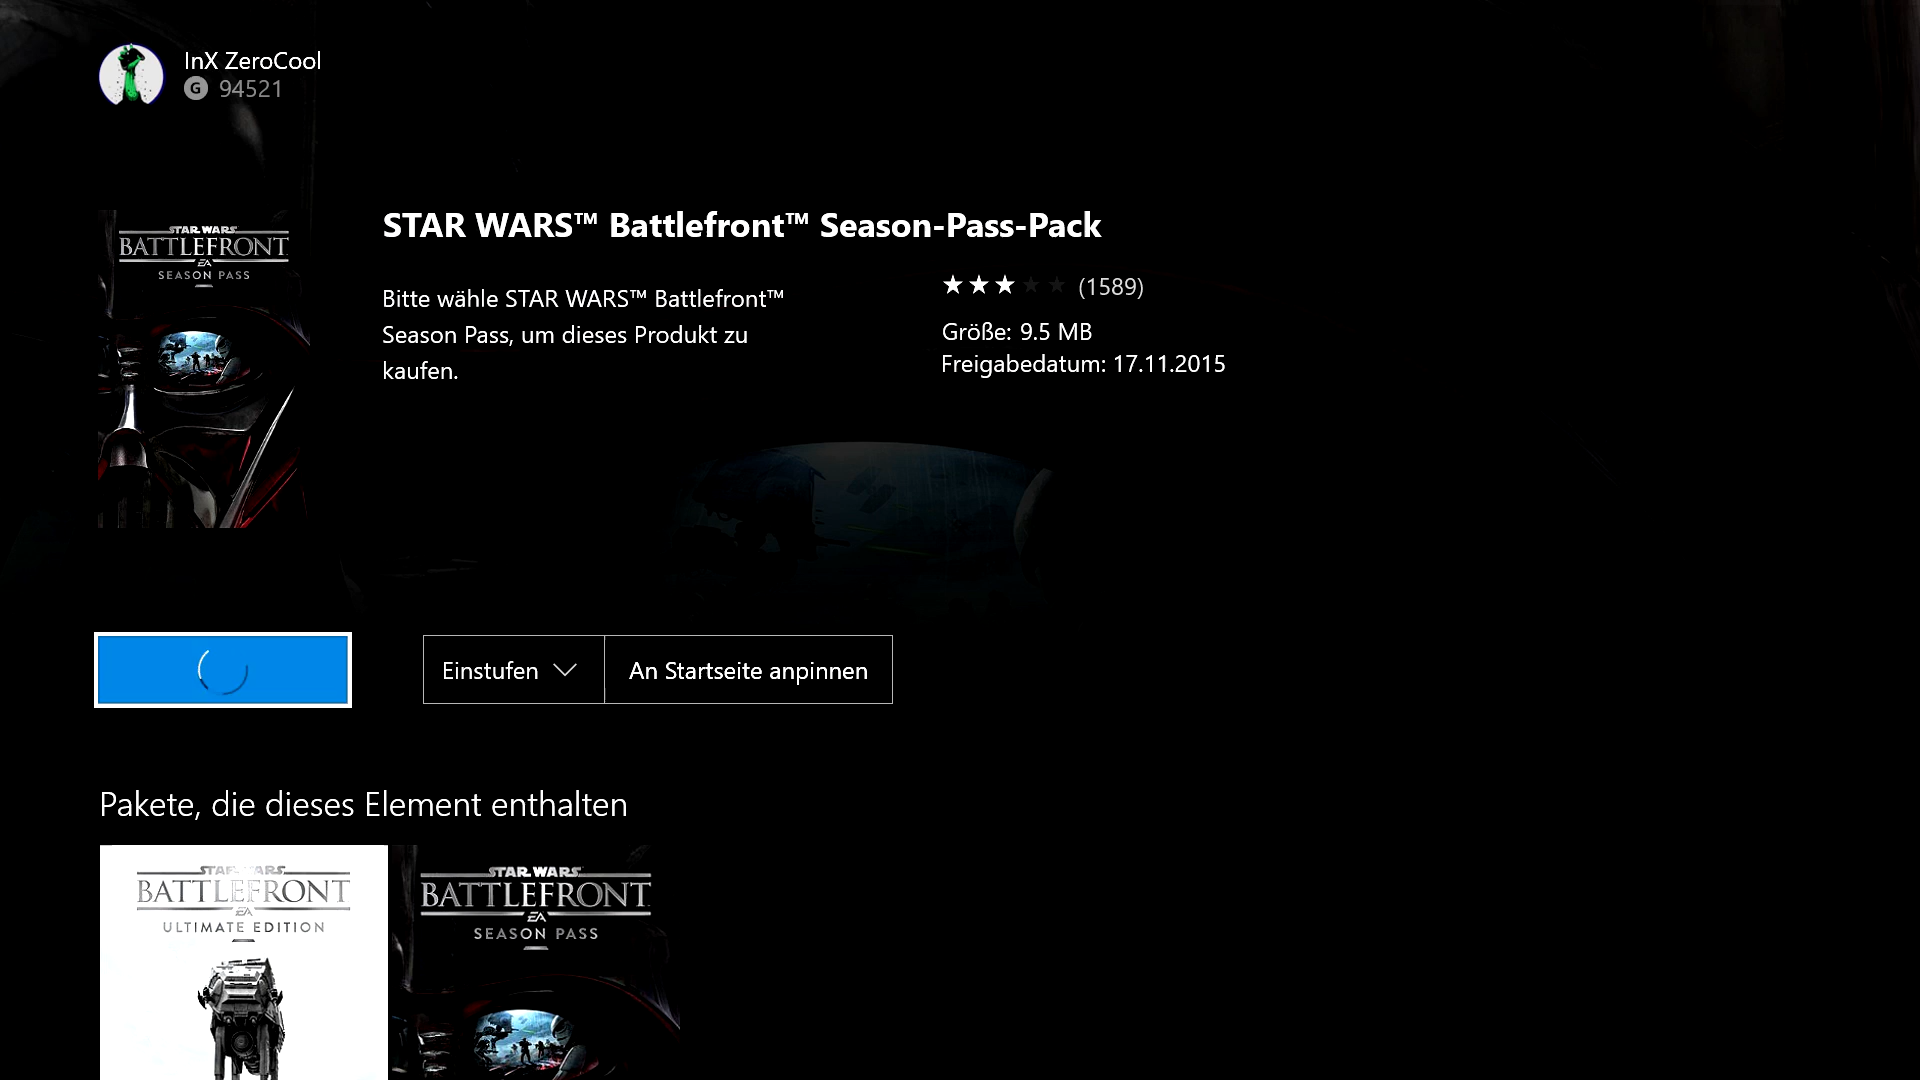 InX ZeroCool
G 94521
STAR WARS
BATTLEFRONT
EA
SEASON PASS
STAR WARS™ Battlefront™ Season-Pass-Pack
Bitte wähle STAR WARS™ Battlefront™
Season Pass, um dieses Produkt zu
kaufen.
(1589)
Größe: 9.5 MB
Freigabedatum: 17.11.2015
Einstufen
An Startseite anpinnen
Pakete, die dieses Element enthalten
STAR WARS
BATTLEFRONT
EA
ULTIMATE EDITION
STAR WARS
BATTLEFRONT
EA
SEASON PASS